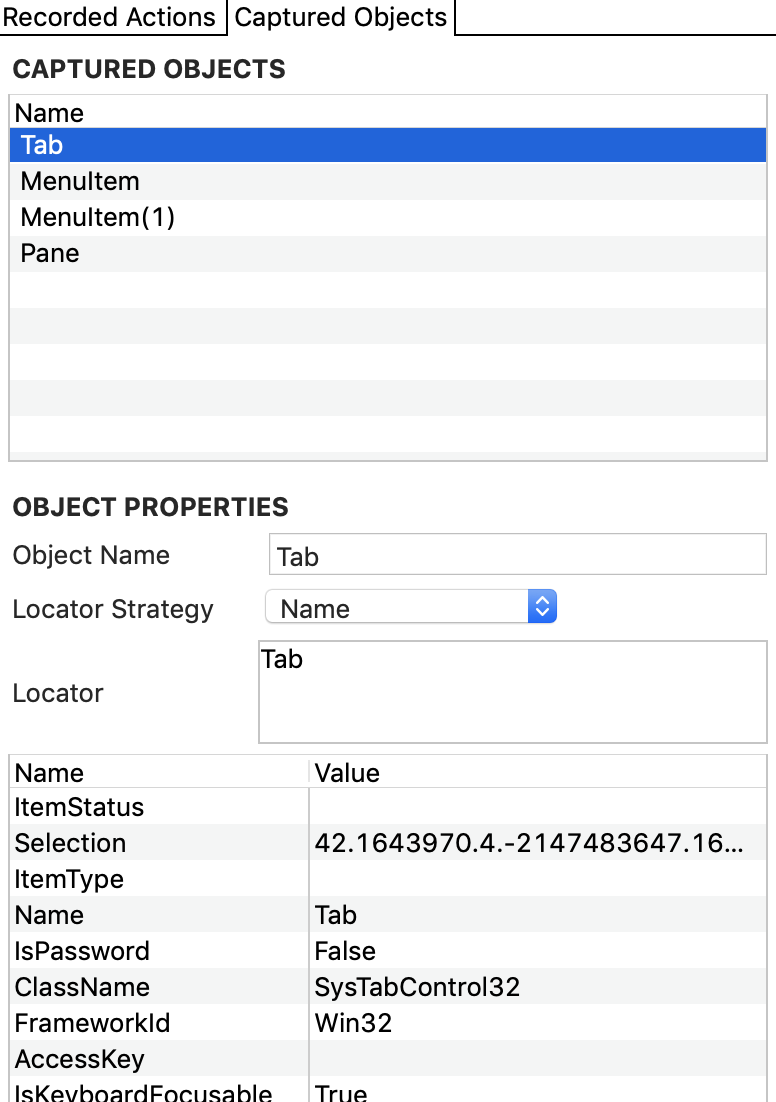 Recorded Actions Captured Objects
CAPTURED OBJECTS
Name
Tab
MenuItem
MenuItem(1)
Pane
OBJECT PROPERTIES
Object Name Tab
Locator Strategy Name
Locator Tab
Name Value
ItemStatus
Selection 42.1643970.4.-2147483647.16...
ItemType
Name Tab
IsPassword False
ClassName SysTabControl32
FrameworkId Win32
AccessKey
IsKeyboardFocusable True